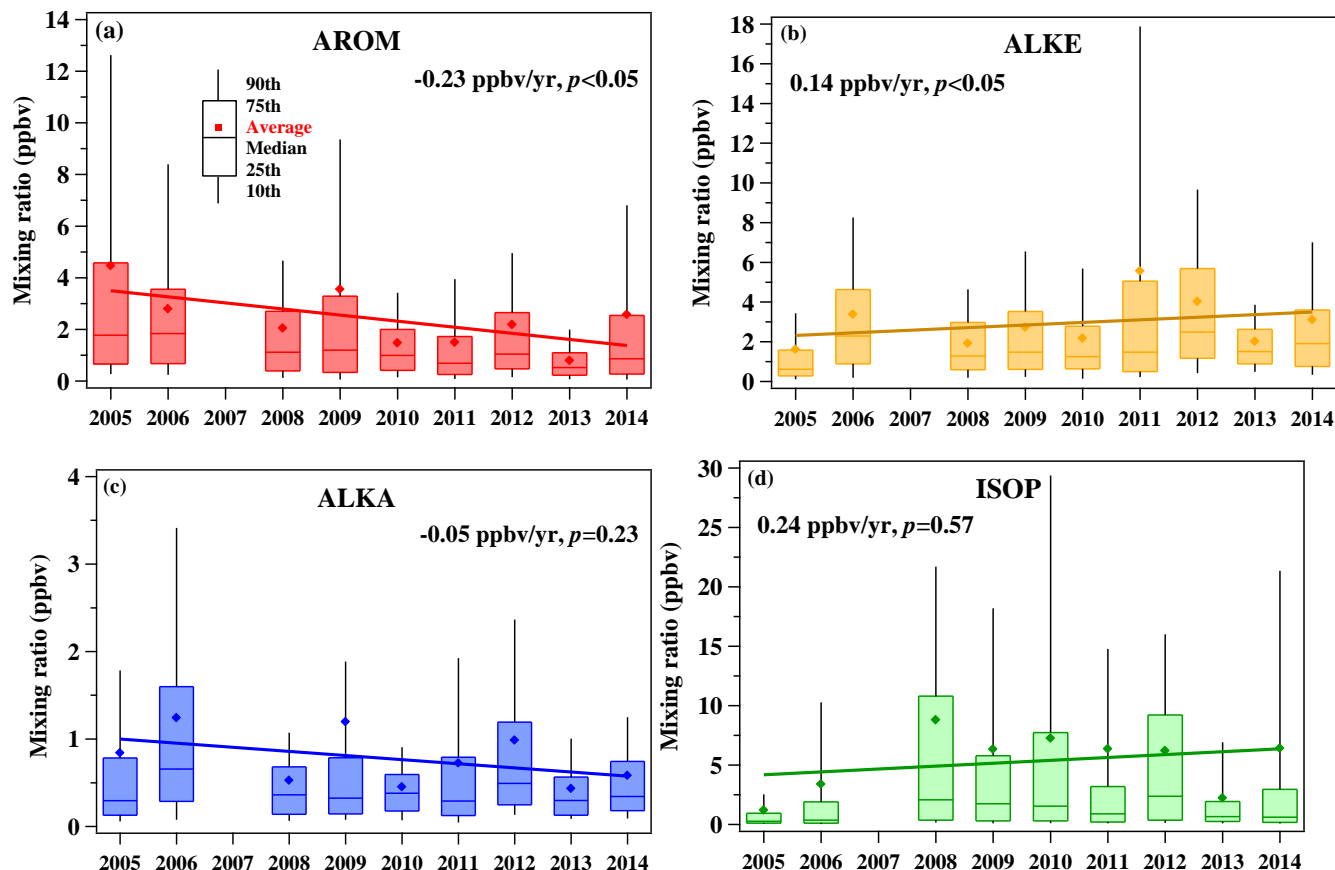 (a)
AROM
-0.23 ppbv/yr, p<0.05
90th
75th
Average
Median
25th
10th
Mixing ratio (ppbv)
14
12
10
8
6
4
2
0
2005 2006 2007 2008 2009 2010 2011 2012 2013 2014
(b)
ALKE
0.14 ppbv/yr, p<0.05
Mixing ratio (ppbv)
18
16
14
12
10
8
6
4
2
0
2005 2006 2007 2008 2009 2010 2011 2012 2013 2014
(c)
ALKA
-0.05 ppbv/yr, p=0.23
Mixing ratio (ppbv)
4
3
2
1
0
2005 2006 2007 2008 2009 2010 2011 2012 2013 2014
(d)
ISOP
0.24 ppbv/yr, p=0.57
Mixing ratio (ppbv)
30
25
20
15
10
5
0
2005 2006 2007 2008 2009 2010 2011 2012 2013 2014